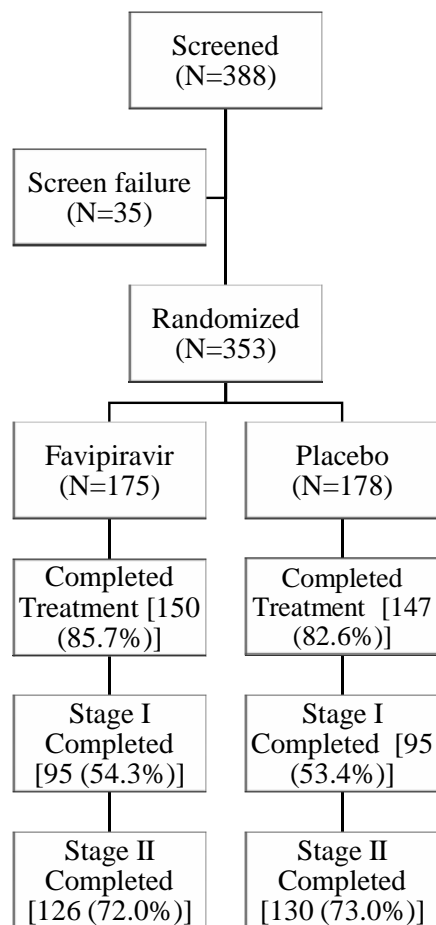 Screened
(N=388)
Screen failure
(N=35)
Randomized
(N=353)
Favipiravir
(N=175)
Placebo
(N=178)
Completed
Treatment [150
(85.7%)]
Completed
Treatment [147
(82.6%)]
Stage I
Completed
[95 (54.3%)]
Stage I
Completed [95
(53.4%)]
Stage II
Completed
[126 (72.0%)]
Stage II
Completed
[130 (73.0%)]